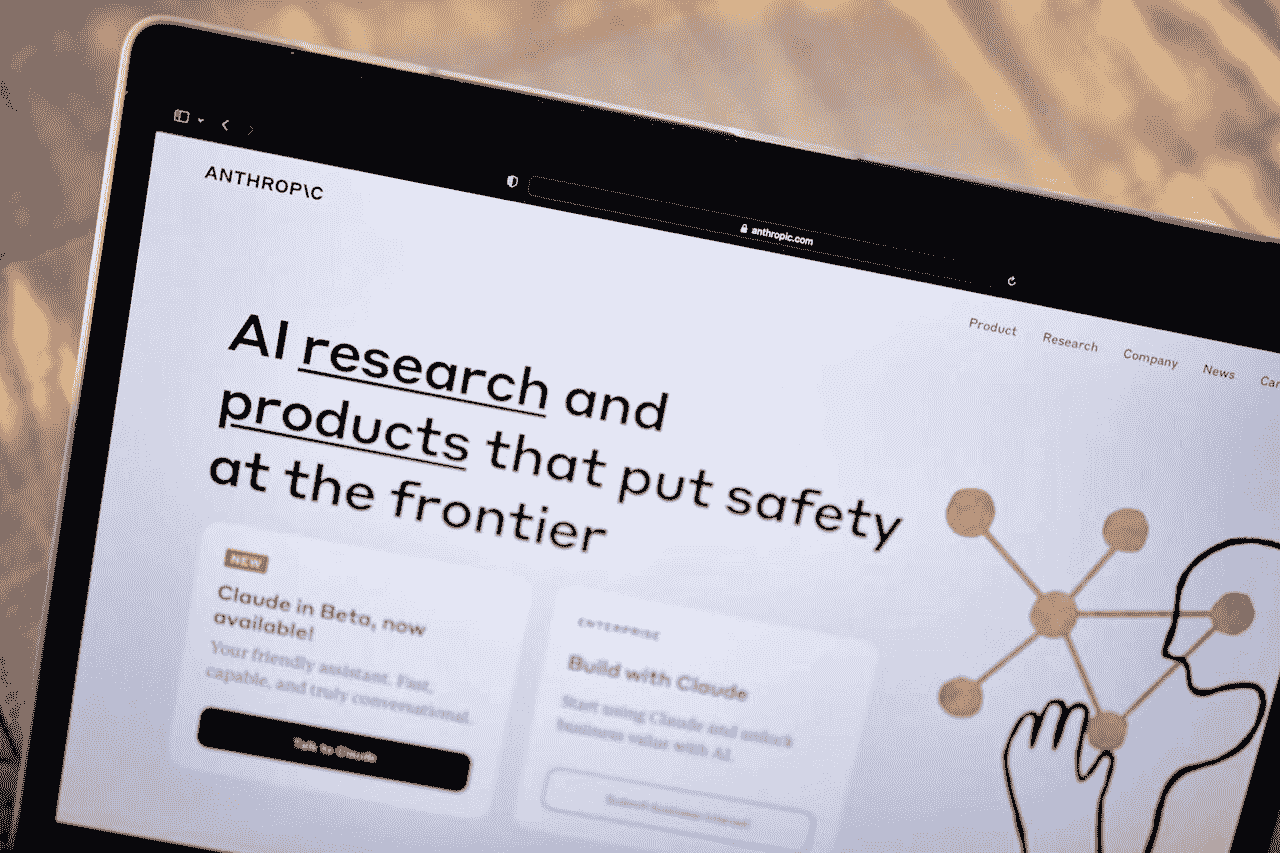 ANTHROP\C
anthropic.com
Product Research Company News
AI research and
products that put safety
at the frontier
NEW
Claude in Beta, now
available!
Your friendly assistant. Fast,
capable, and truly conversational.
Talk to Claude
ENTERPRISE
Build with Claude
Start using Claude and unlock
business value with AI.